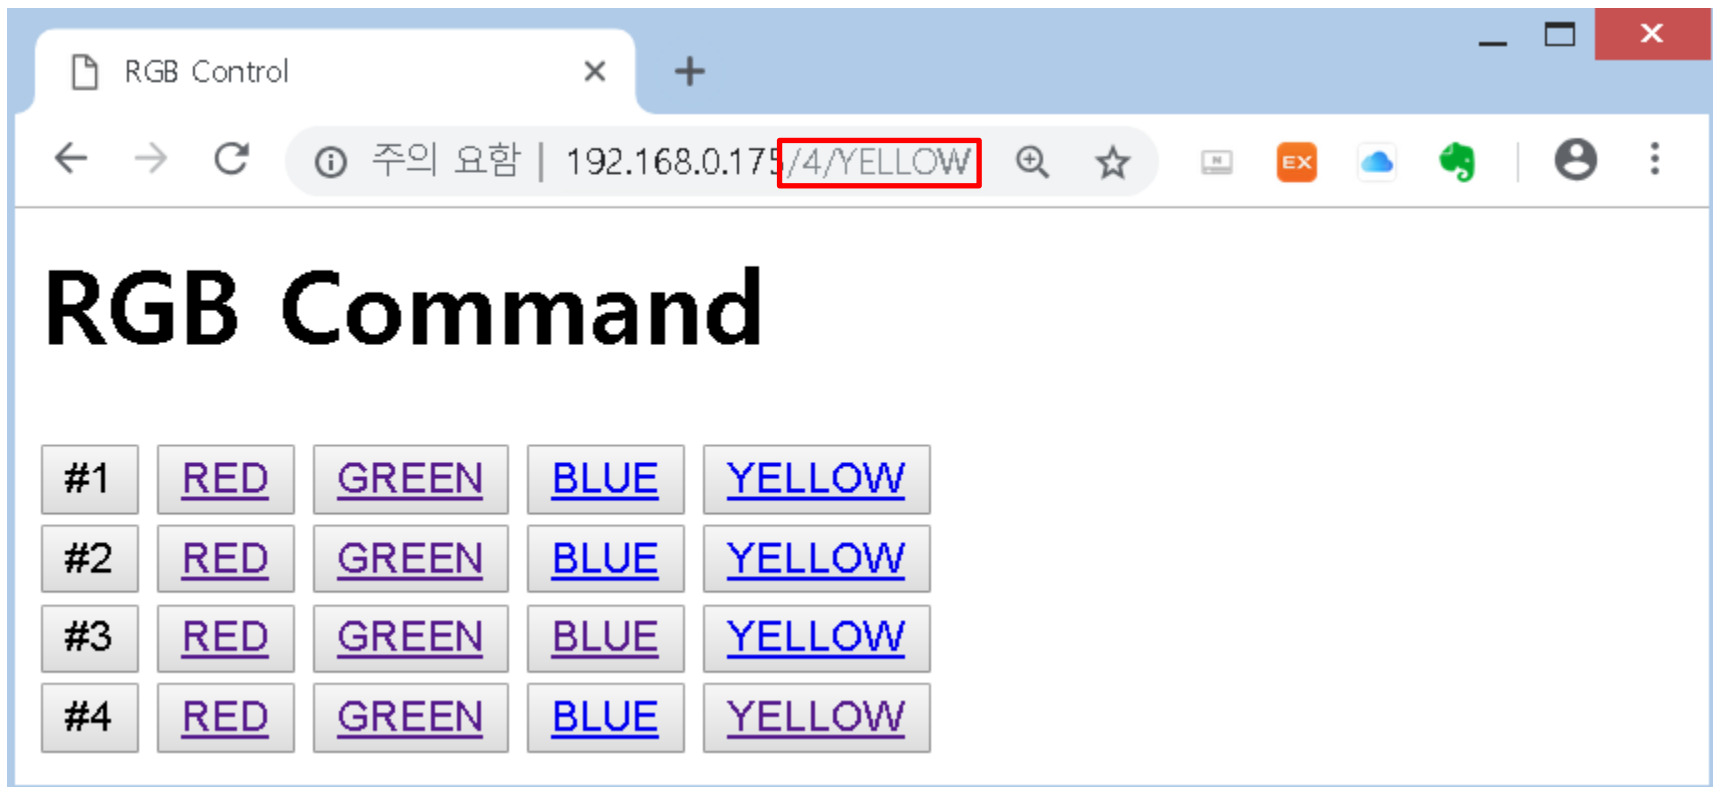 RGB Control
주의 요함 | 192.168.0.175/4/YELLOW
EX
RGB Command
#1 RED GREEN BLUE YELLOW
#2 RED GREEN BLUE YELLOW
#3 RED GREEN BLUE YELLOW
#4 RED GREEN BLUE YELLOW